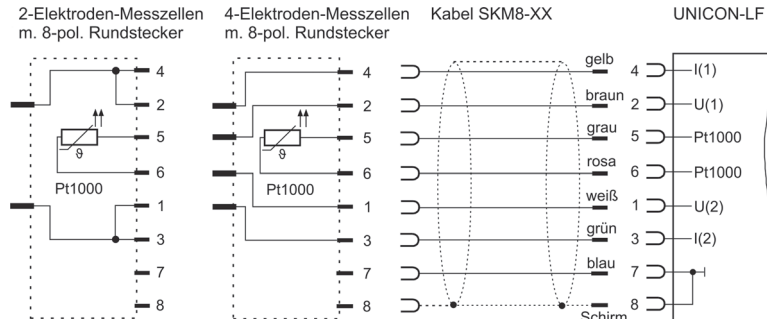 2-Elektroden-Messzellen
m. 8-pol. Rundstecker
4-Elektroden-Messzellen
m. 8-pol. Rundstecker
Kabel SKM8-XX
UNICON-LF
4
2
5
ϑ
6
Pt1000
1
3
7
8
4
2
5
ϑ
6
Pt1000
1
3
7
8
gelb
braun
grau
rosa
weiß
grün
blau
Schirm
4 I(1)
2 U(1)
5 Pt1000
6 Pt1000
1 U(2)
3 I(2)
7
8